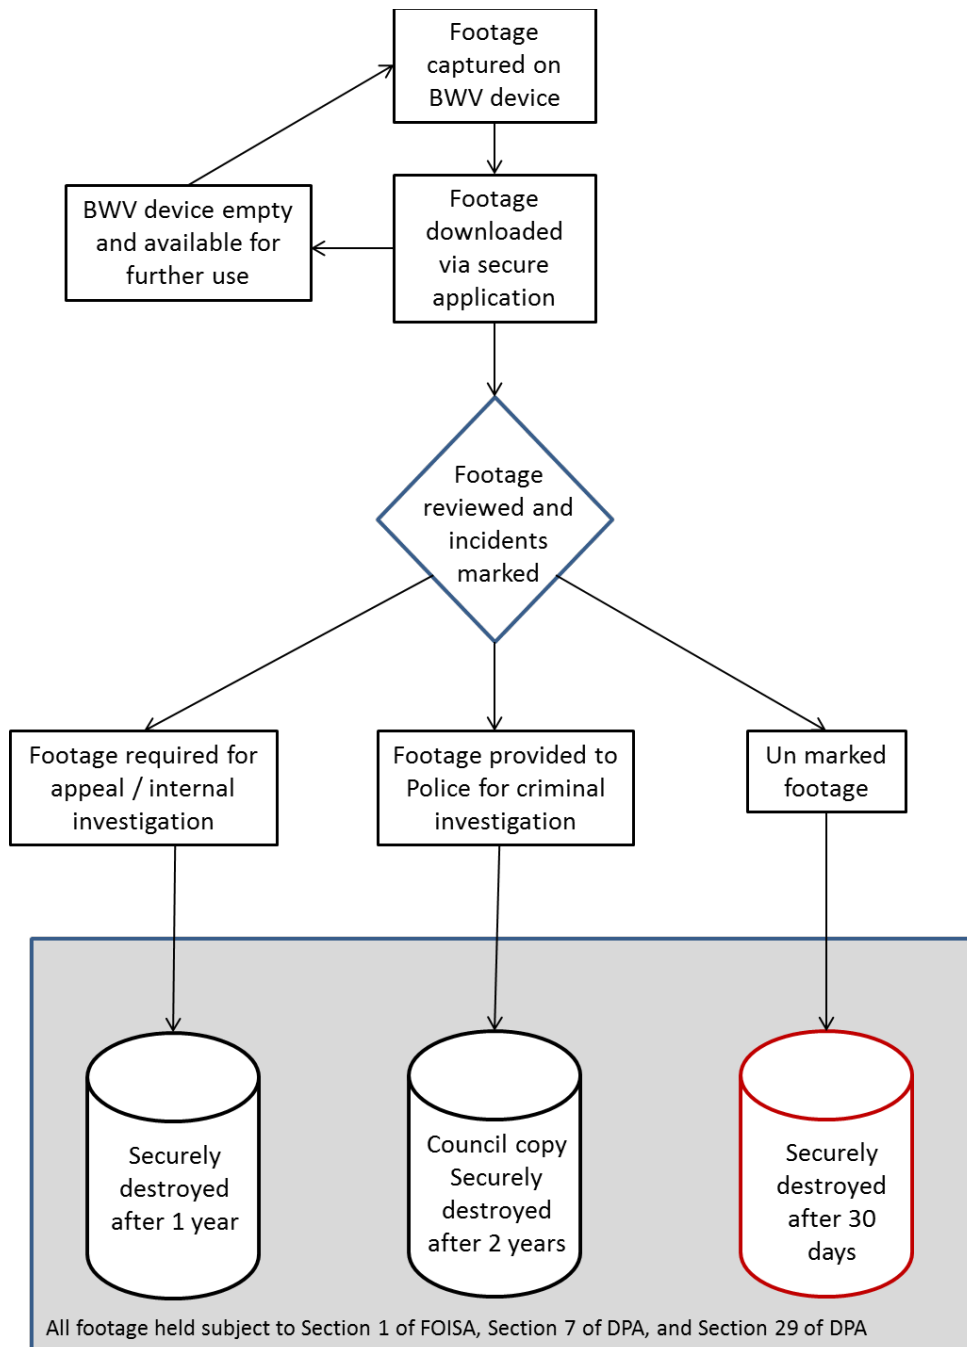 Footage
captured on
BWV device
BWV device empty
and available for
further use
Footage
downloaded
via secure
application
Footage
reviewed and
incidents
marked
Footage required for
appeal / internal
investigation
Footage provided to
Police for criminal
investigation
Un marked
footage
Securely
destroyed
after 1 year
Council copy
Securely
destroyed
after 2 years
Securely
destroyed
after 30
days
All footage held subject to Section 1 of FOISA, Section 7 of DPA, and Section 29 of DPA